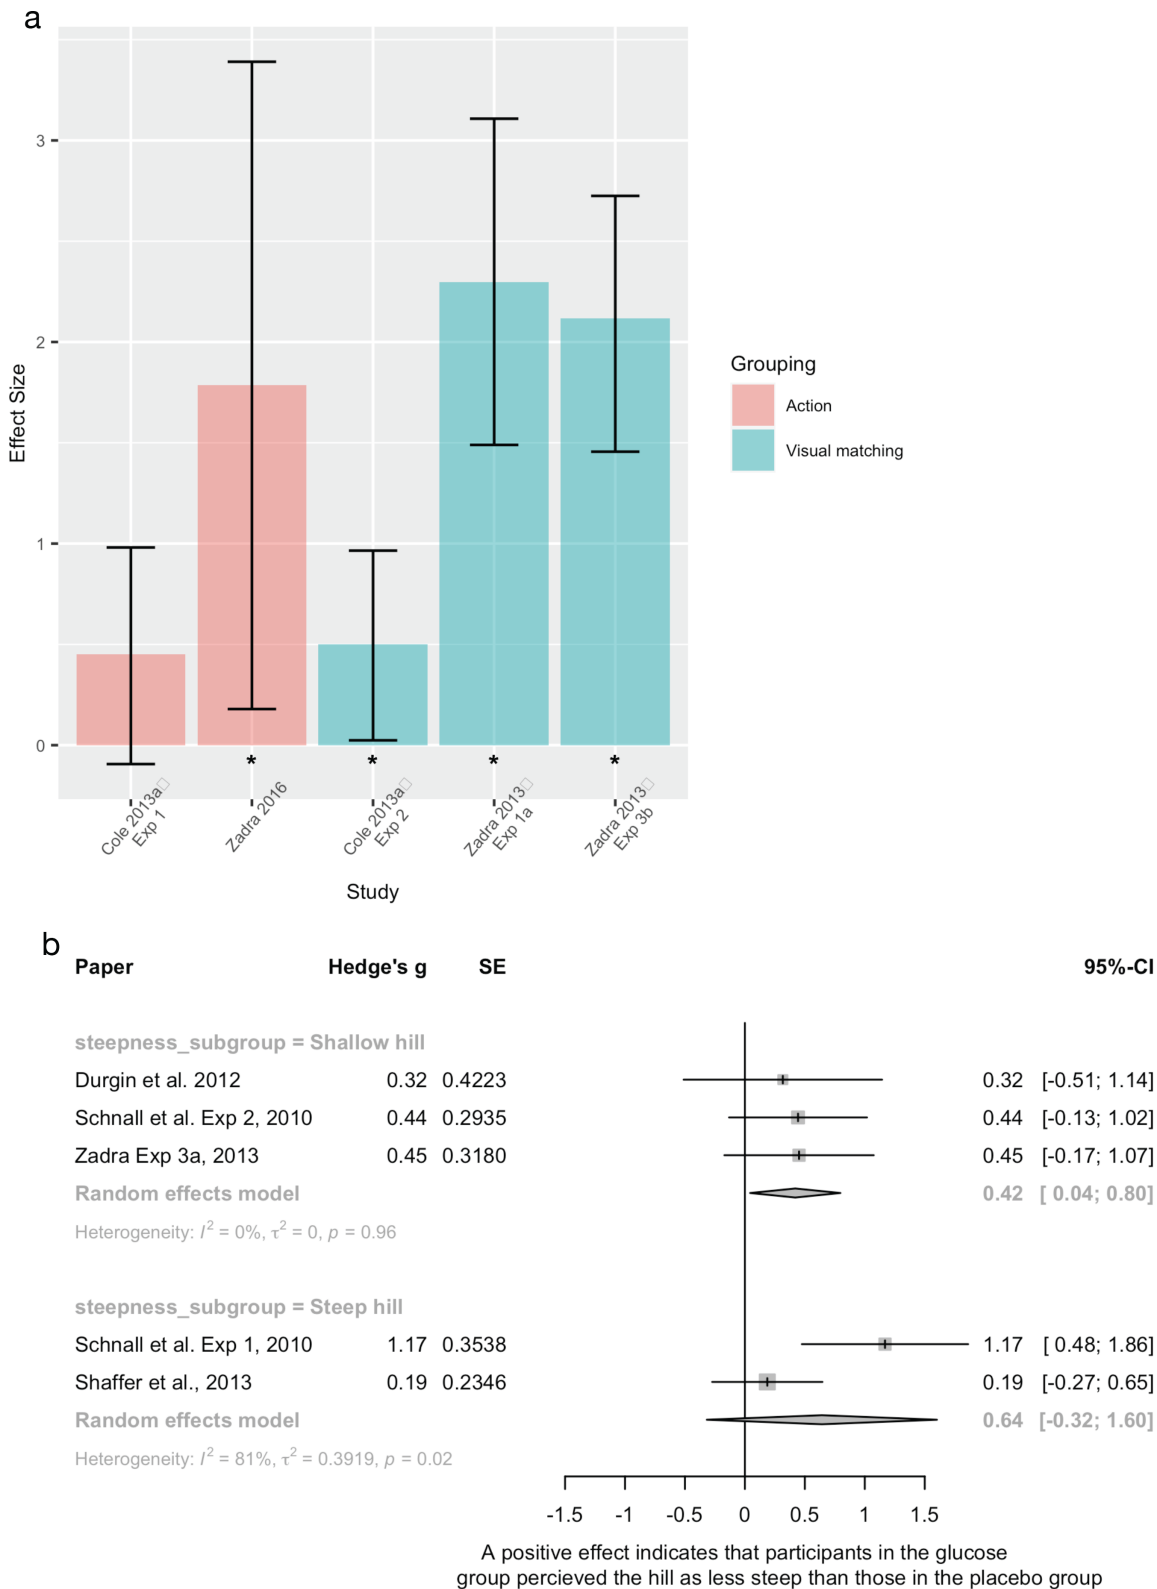 a
3
2
1
0
Effect Size
* * * *
Cole 2013a□
Exp 1
Zadra 2016
Cole 2013a□
Exp 2
Zadra 2013□
Exp 1a
Zadra 2013□
Exp 3b
Study
Grouping
Action
Visual matching
b
Paper Hedge's g SE 95%-CI
steepness_subgroup = Shallow hill
Durgin et al. 2012 0.32 0.4223 0.32 [-0.51; 1.14]
Schnall et al. Exp 2, 2010 0.44 0.2935 0.44 [-0.13; 1.02]
Zadra Exp 3a, 2013 0.45 0.3180 0.45 [-0.17; 1.07]
Random effects model 0.42 [ 0.04; 0.80]
Heterogeneity: I² = 0%, τ² = 0, p = 0.96
steepness_subgroup = Steep hill
Schnall et al. Exp 1, 2010 1.17 0.3538 1.17 [ 0.48; 1.86]
Shaffer et al., 2013 0.19 0.2346 0.19 [-0.27; 0.65]
Random effects model 0.64 [-0.32; 1.60]
Heterogeneity: I² = 81%, τ² = 0.3919, p = 0.02
-1.5 -1 -0.5 0 0.5 1 1.5
A positive effect indicates that participants in the glucose
group percieved the hill as less steep than those in the placebo group